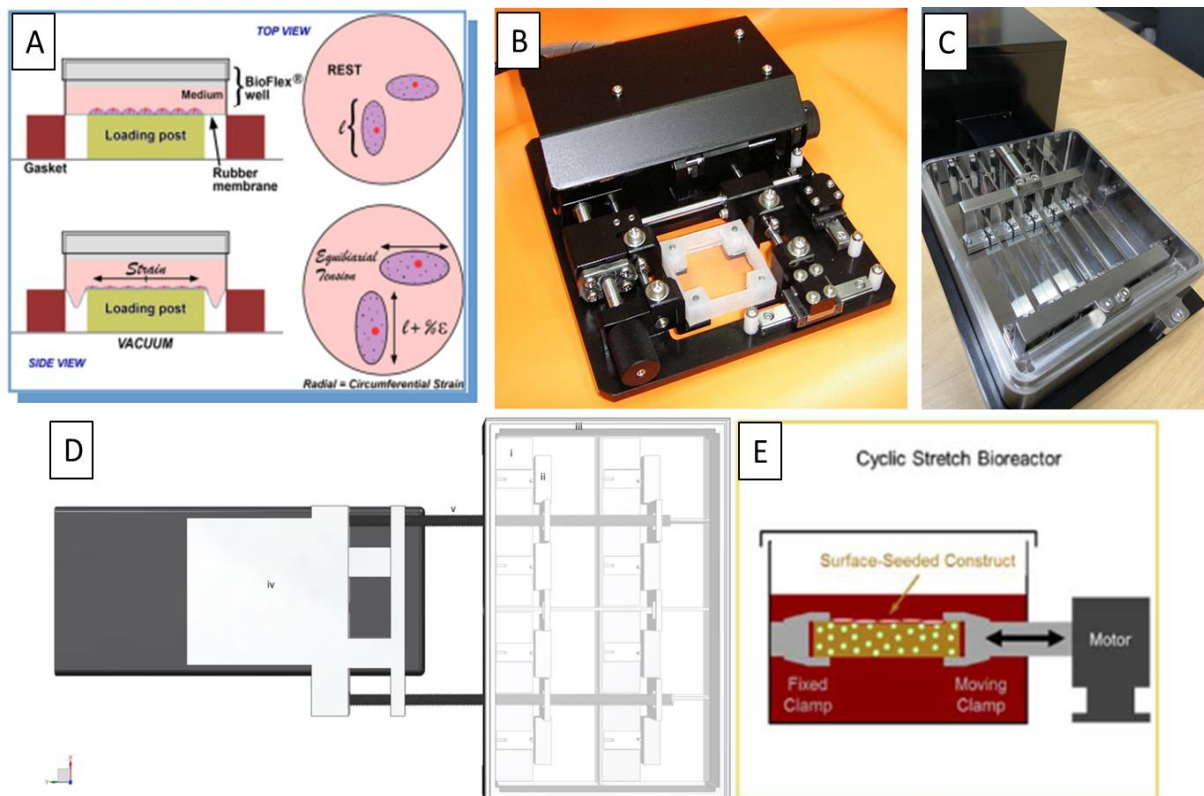 A
TOP VIEW
REST
BioFlex®
well
Medium
Loading post
ℓ
Gasket
Rubber
membrane
Strain
Equibiaxial
Tension
Loading post
ℓ + %ε
VACUUM
SIDE VIEW
Radial = Circumferential Strain
B
C
D
i
ii
iii
iv
v
X
Y
E
Cyclic Stretch Bioreactor
Surface-Seeded Construct
Motor
Fixed
Clamp
Moving
Clamp